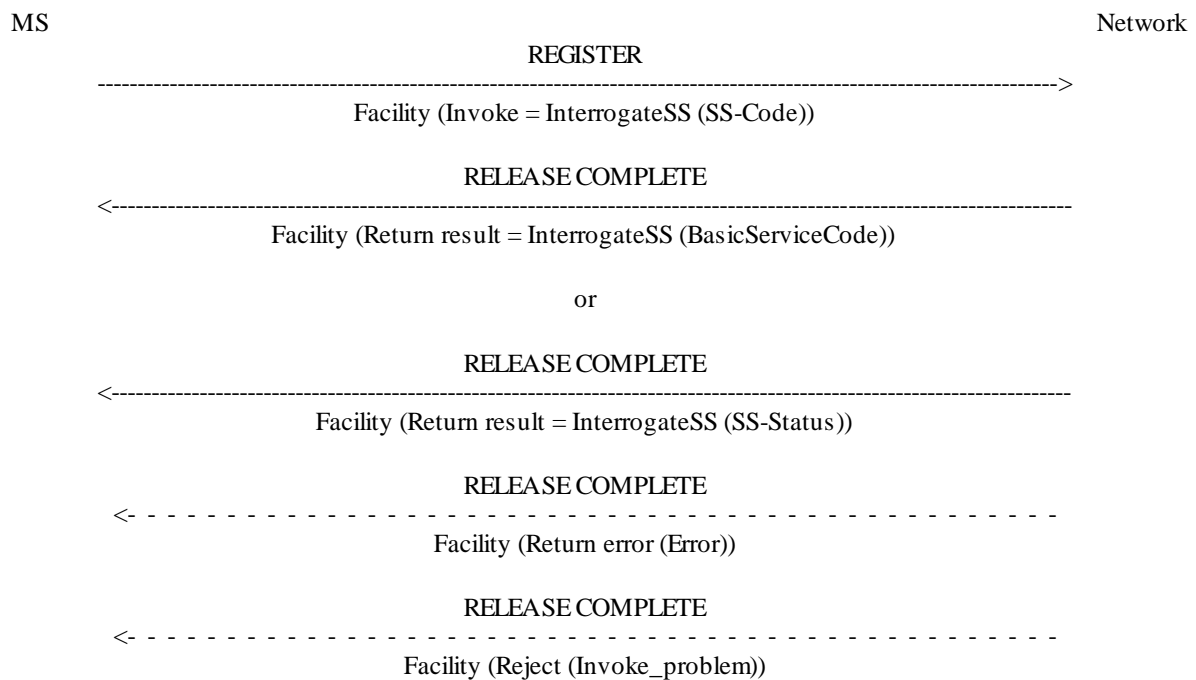 MS Network
REGISTER
Facility (Invoke = InterrogateSS (SS-Code))
RELEASE COMPLETE
Facility (Return result = InterrogateSS (BasicServiceCode))
or
RELEASE COMPLETE
Facility (Return result = InterrogateSS (SS-Status))
RELEASE COMPLETE
Facility (Return error (Error))
RELEASE COMPLETE
Facility (Reject (Invoke_problem))